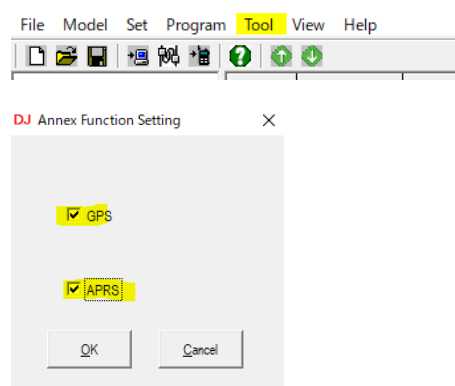 File Model Set Program Tool View Help
DJ Annex Function Setting
GPS
APRS
OK Cancel